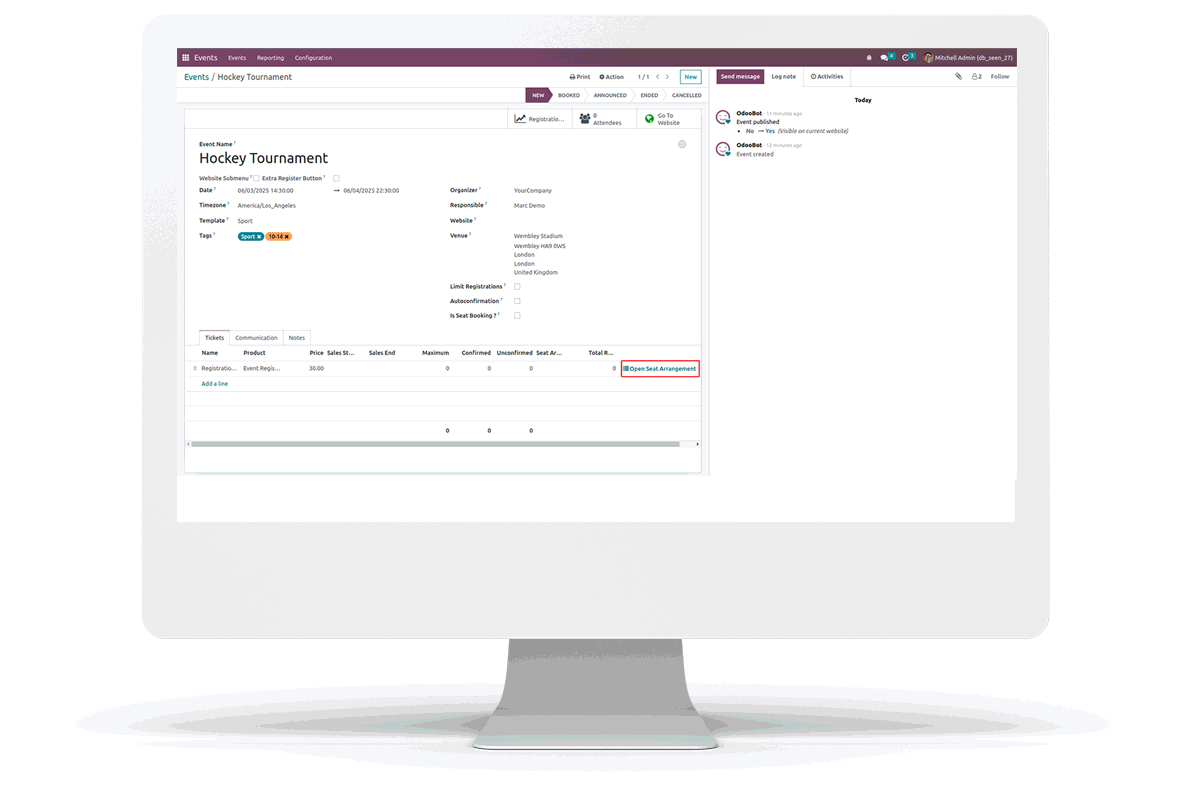 Events Events Reporting Configuration 4 3 Mitchell Admin (db_seen_27)
Events / Hockey Tournament Print Action 1 / 1 New
Send message Log note Activities 2 Follow
NEW BOOKED ANNOUNCED ENDED CANCELLED
Today
Registratio... 0 Attendees Go To Website
OdooBot - 11 minutes ago
Event published
• No → Yes (Visible on current website)
OdooBot - 12 minutes ago
Event created
Event Name ?
Hockey Tournament
Website Submenu ? Extra Register Button ?
Date ? 06/03/2025 14:30:00 → 06/04/2025 22:30:00
Timezone ? America/Los_Angeles
Template ? Sport
Tags ? Sport × 10-14 ×
Organizer ? YourCompany
Responsible ? Marc Demo
Website ?
Venue ? Wembley Stadium
Wembley HA9 0WS
London
London
United Kingdom
Limit Registrations ?
Autoconfirmation ?
Is Seat Booking ? ?
Tickets Communication Notes
Name Product Price Sales St... Sales End Maximum Confirmed Unconfirmed Seat Ar... Total R...
Registratio... Event Regis... 30.00 0 0 0 0 Open Seat Arrangement
Add a line
0 0 0